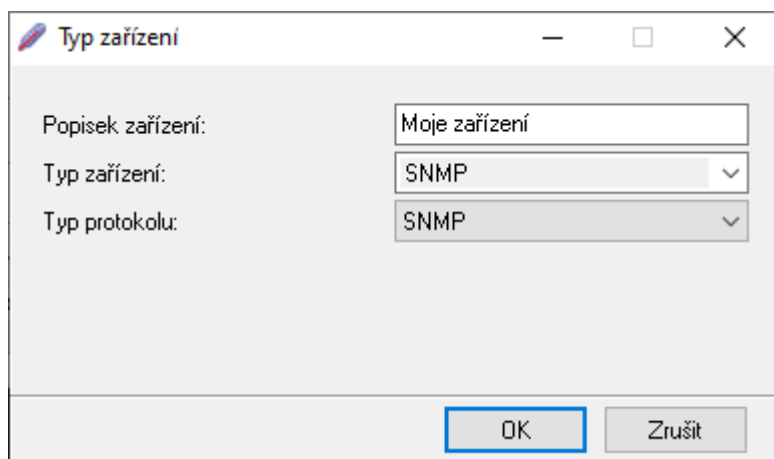 Typ zařízení
Popisek zařízení: Moje zařízení
Typ zařízení: SNMP
Typ protokolu: SNMP
OK Zrušit